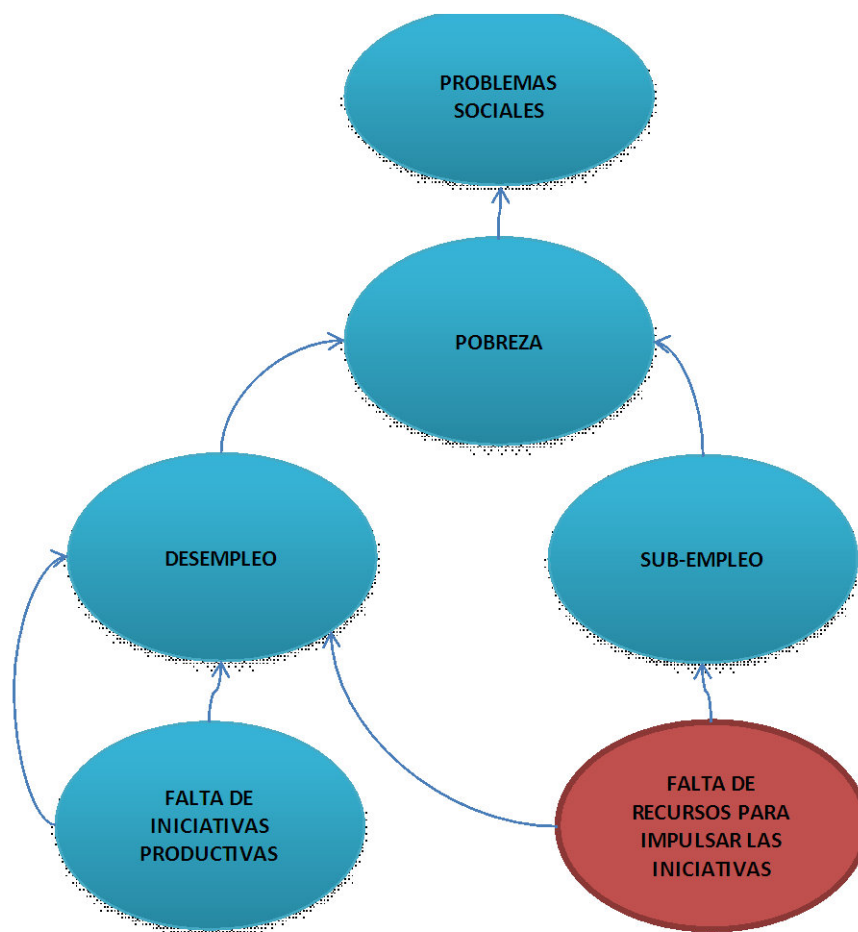 PROBLEMAS
SOCIALES
POBREZA
DESEMPLEO
SUB-EMPLEO
FALTA DE
INICIATIVAS
PRODUCTIVAS
FALTA DE
RECURSOS PARA
IMPULSAR LAS
INICIATIVAS